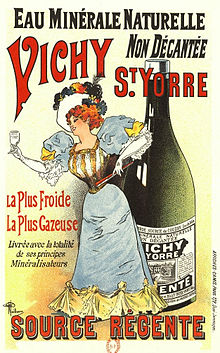 EAU MINÉRALE NATURELLE
VICHY NON DÉCANTÉE
ST YORRE
La Plus Froide
La Plus Gazeuse
Livrée avec la totalité
de ses principes
Minéralisateurs
VICHY
YORRE
SOURCE RÉGENTE